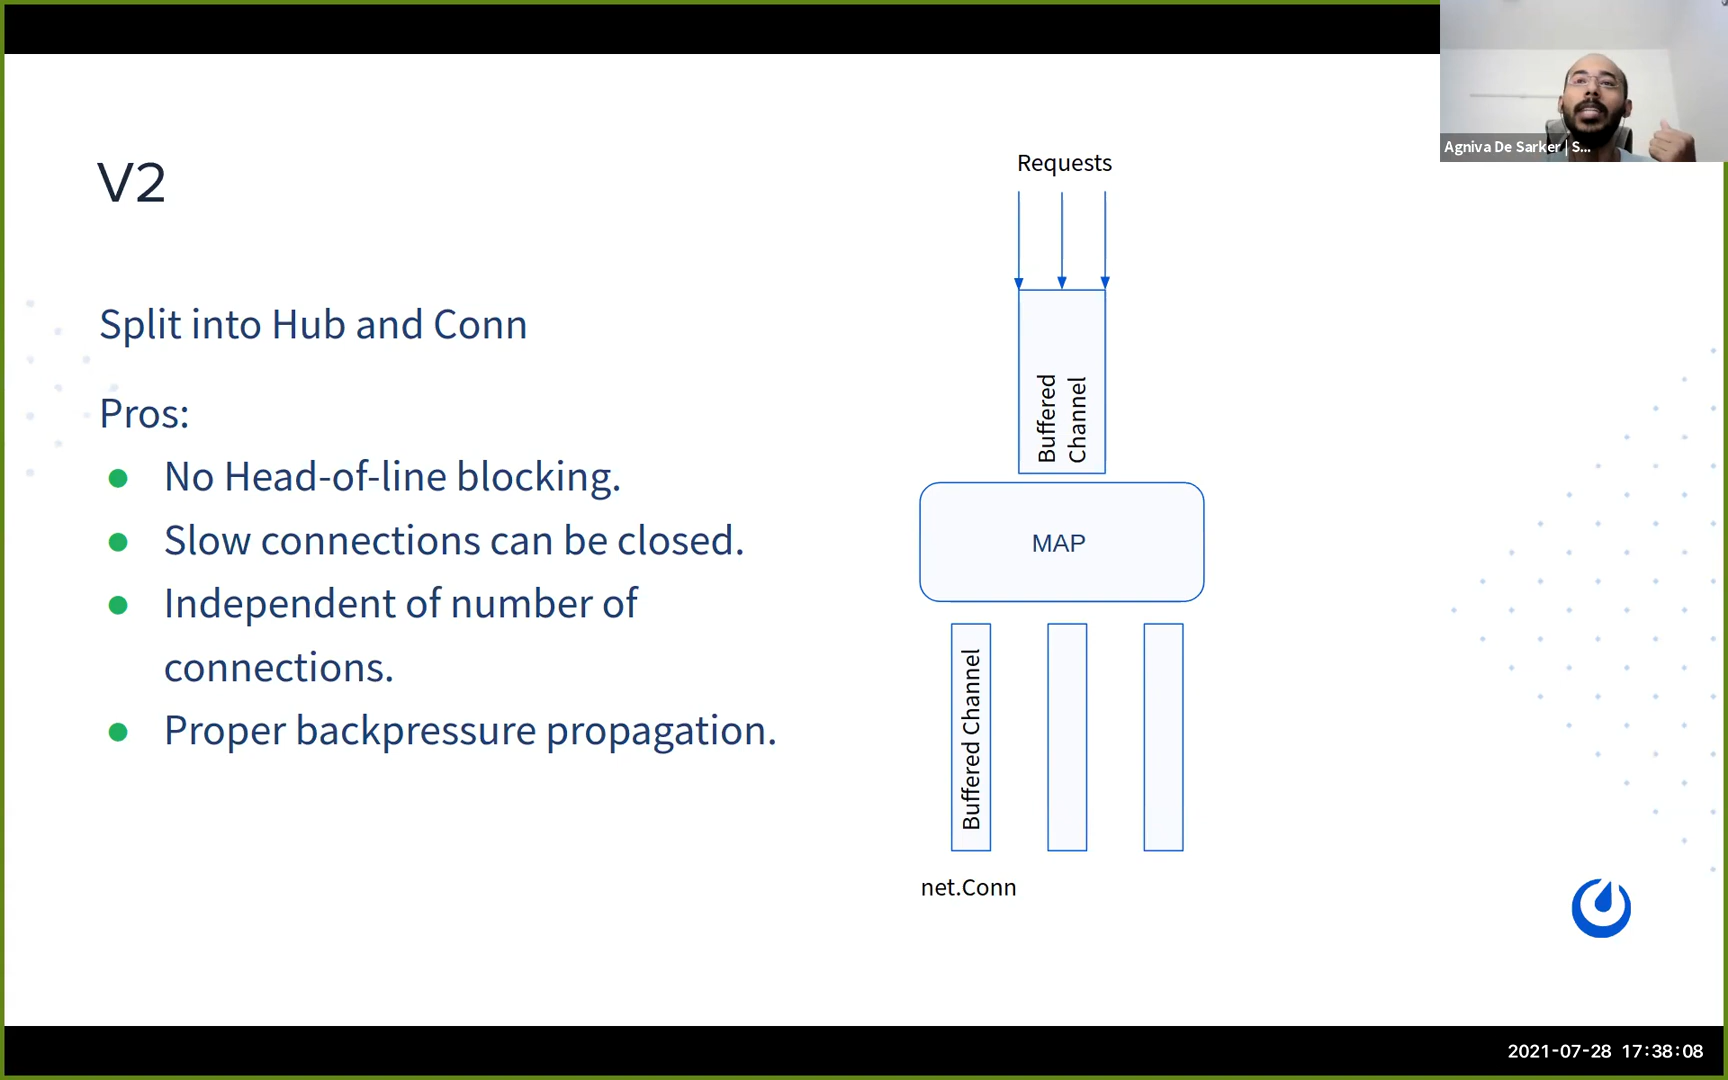 V2
Split into Hub and Conn
Pros:
No Head-of-line blocking.
Slow connections can be closed.
Independent of number of
connections.
Proper backpressure propagation.
Requests
Buffered
Channel
MAP
Buffered Channel
net.Conn
Agniva De Sarker | S...
2021-07-28 17:38:08